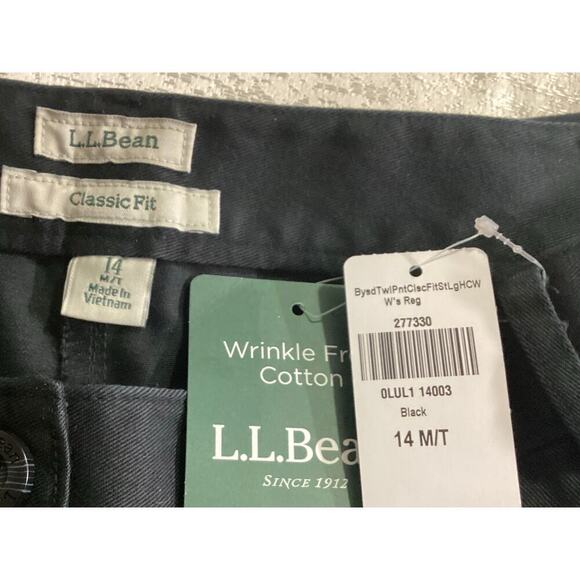 L.L.Bean
Classic Fit
14
M/T
Made in
Vietnam
Wrinkle Fr
Cotton
L.L.Bea
SINCE 1912
BysdTwlPntClscFitStLgHCW
W's Reg
277330
0LUL1 14003
Black
14 M/T